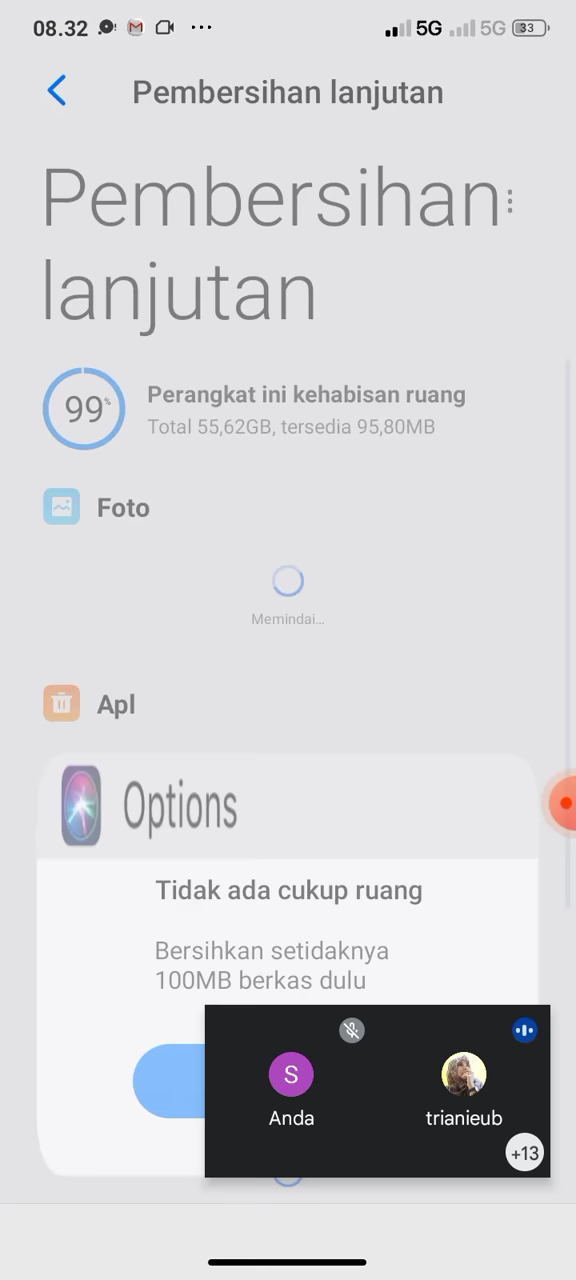 08.32
5G
5G
33
Pembersihan lanjutan
Pembersihan
lanjutan
99%
Perangkat ini kehabisan ruang
Total 55,62GB, tersedia 95,80MB
Foto
Memindai...
Apl
Options
Tidak ada cukup ruang
Bersihkan setidaknya
100MB berkas dulu
S
Anda
trianieub
+13